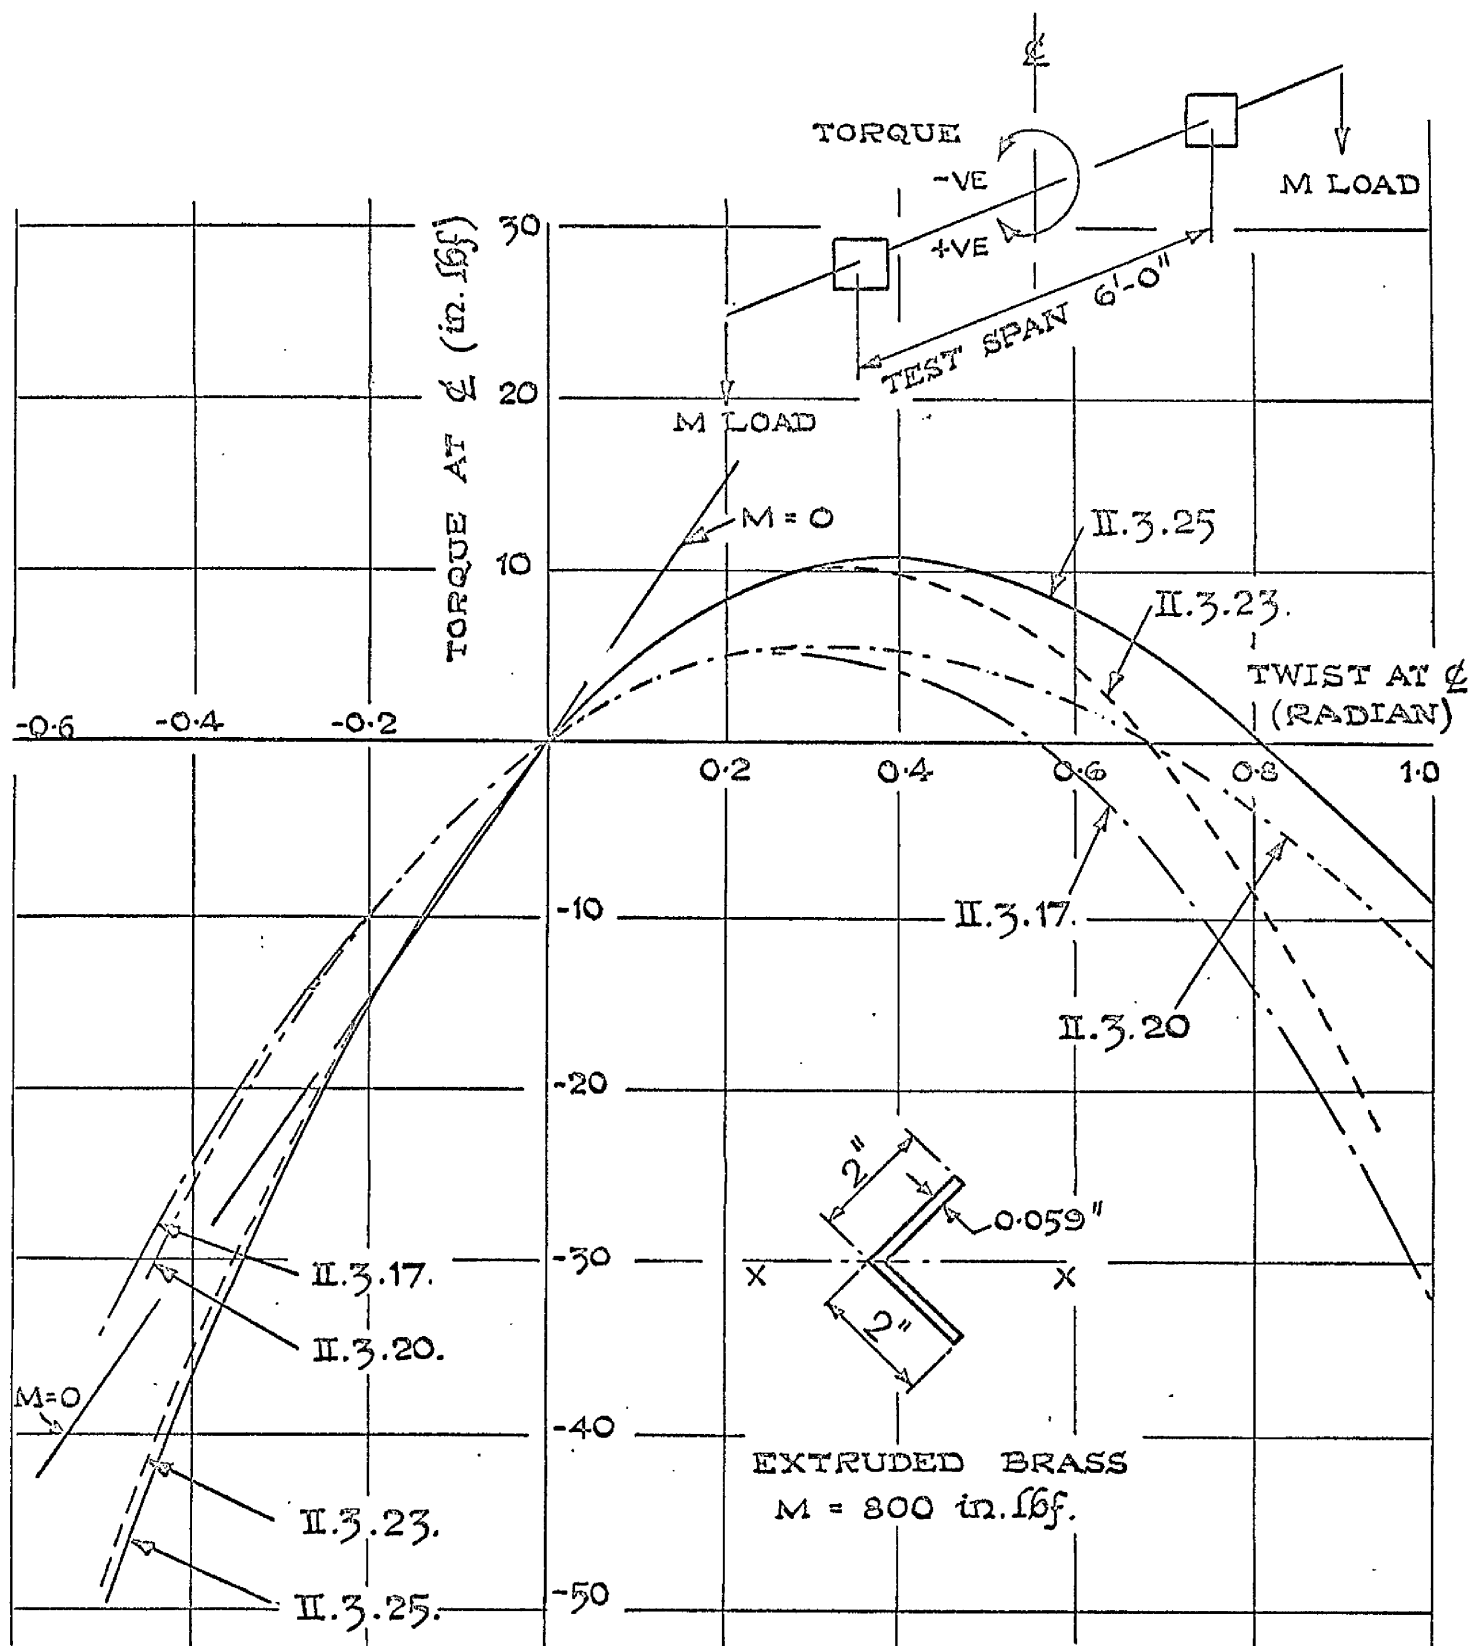 ℄
TORQUE
-VE
+VE
M LOAD
TEST SPAN 6'-0"
M LOAD
TORQUE AT ℄ (in. lbf)
30
20
10
M = 0
II.3.25
II.3.23.
TWIST AT ℄
(RADIAN)
-0.6 -0.4 -0.2
0.2 0.4 0.6 0.8 1.0
-10
II.3.17.
II.3.20
-20
2"
0.059"
-30
X X
II.3.17.
2"
II.3.20.
M=0
-40
EXTRUDED BRASS
M = 800 in. lbf.
II.3.23.
-50
II.3.25.